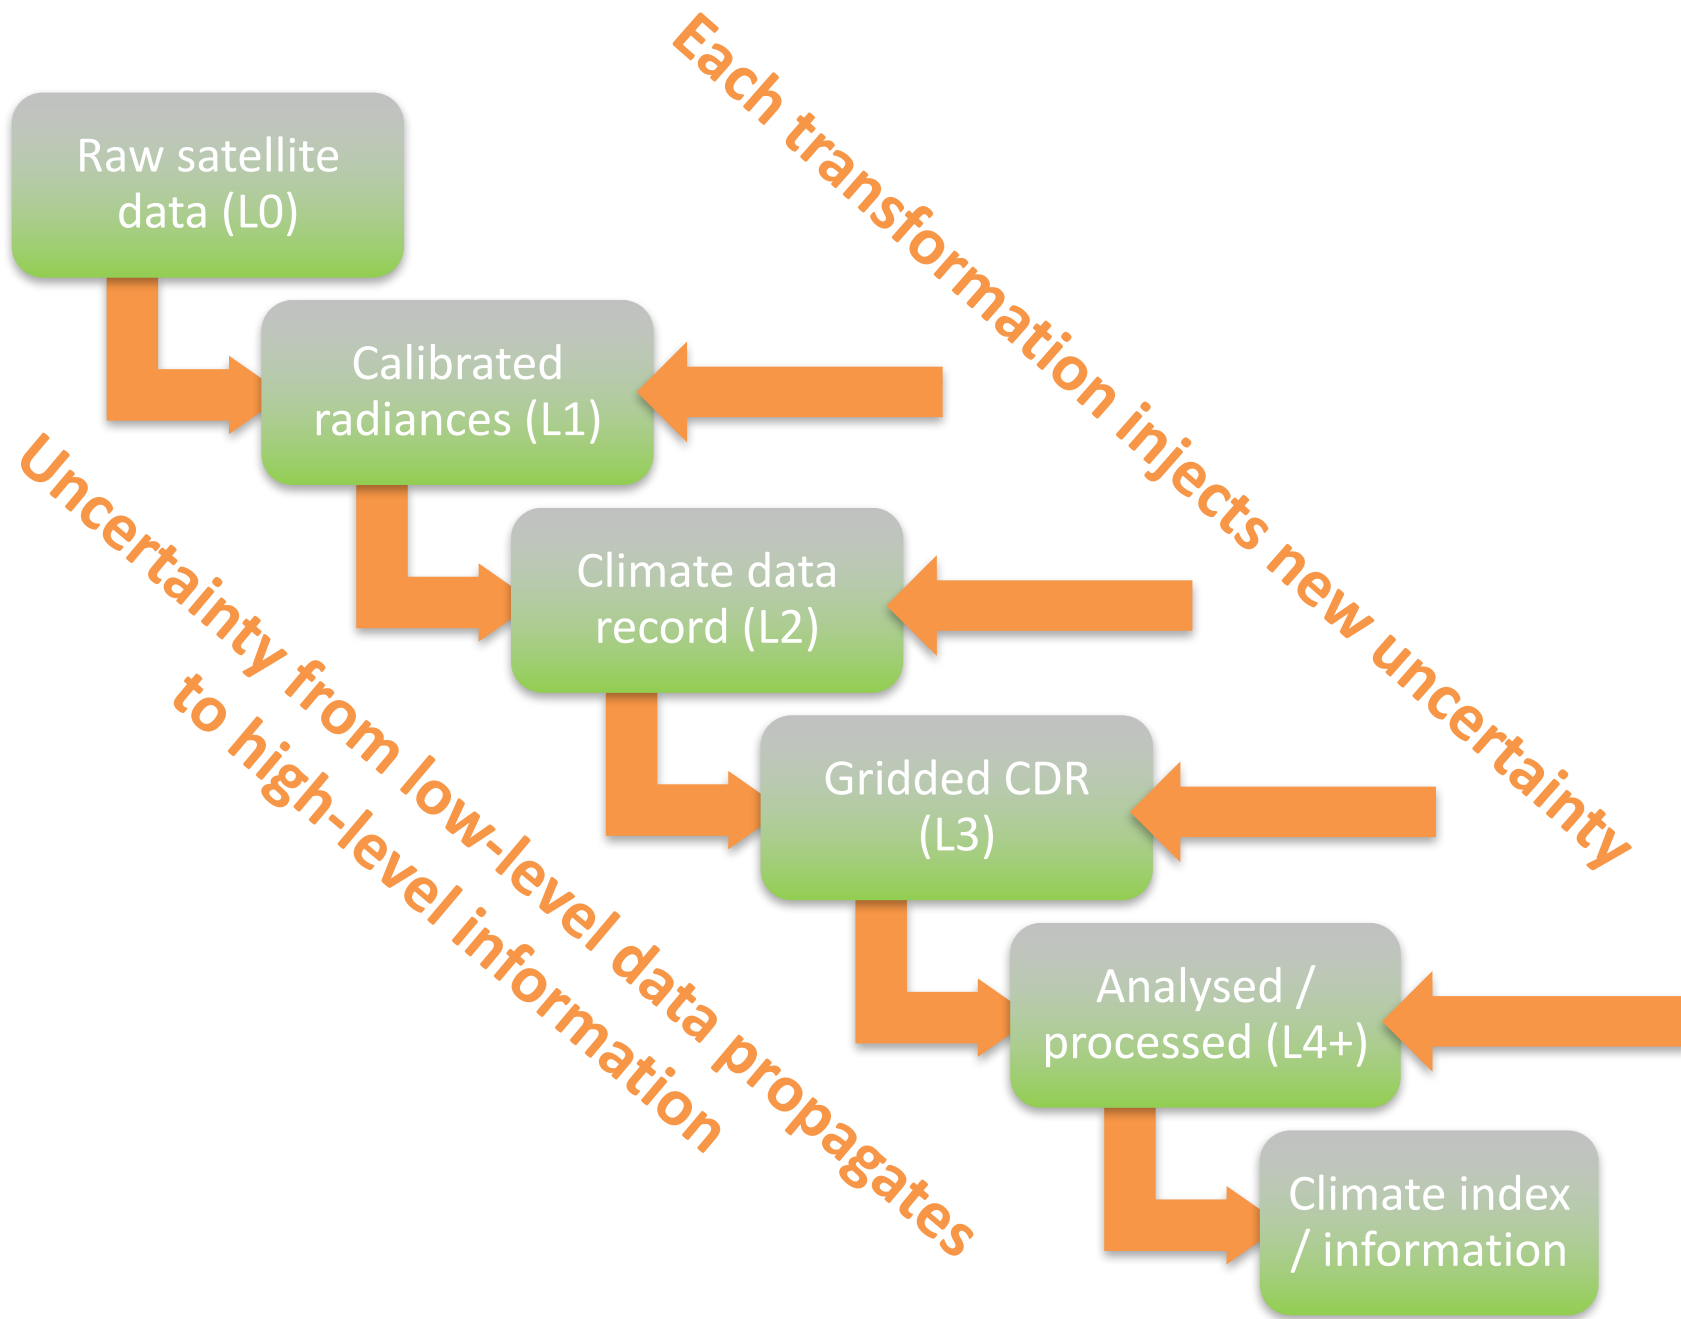 Each transformation injects new uncertainty
Raw satellite
data (L0)
Calibrated
radiances (L1)
Climate data
record (L2)
Gridded CDR
(L3)
Analysed /
processed (L4+)
Climate index
/ information
Uncertainty from low-level data propagates
to high-level information